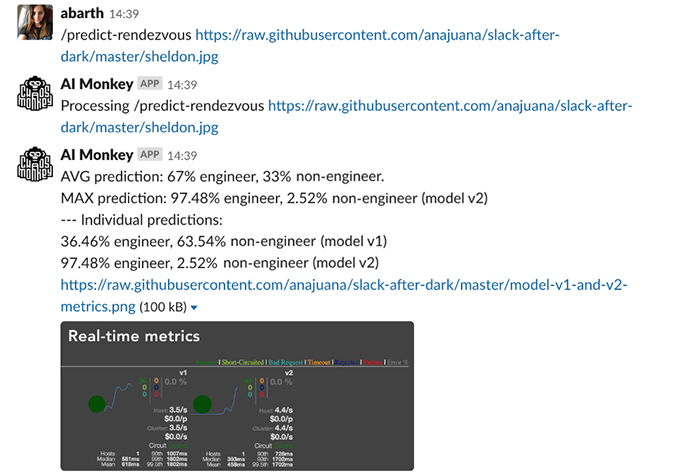 abarth 14:39
/predict-rendezvous https://raw.githubusercontent.com/anajuana/slack-after-
dark/master/sheldon.jpg
AI Monkey APP 14:39
Processing /predict-rendezvous https://raw.githubusercontent.com/anajuana/slack-after-
dark/master/sheldon.jpg
AI Monkey APP 14:39
AVG prediction: 67% engineer, 33% non-engineer.
MAX prediction: 97.48% engineer, 2.52% non-engineer (model v2)
--- Individual predictions:
36.46% engineer, 63.54% non-engineer (model v1)
97.48% engineer, 2.52% non-engineer (model v2)
https://raw.githubusercontent.com/anajuana/slack-after-dark/master/model-v1-and-v2-
metrics.png (100 kB)
Real-time metrics
| Short-Circuited | Bad Request | Timeout | | | Error %
v1 v2
0 0 0.0 % 0 0 0.0 %
Host: 3.5/s Host: 4.4/s
$0.0/p $0.0/p
Cluster: 3.5/s Cluster: 4.4/s
$0.0/s $0.0/s
Circuit Circuit
Hosts 1 90th 1007ms Hosts 1 90th 728ms
Median 581ms 99th 1802ms Median 393ms 99th 1702ms
Mean 618ms 99.5th 1802ms Mean 458ms 99.5th 1702ms